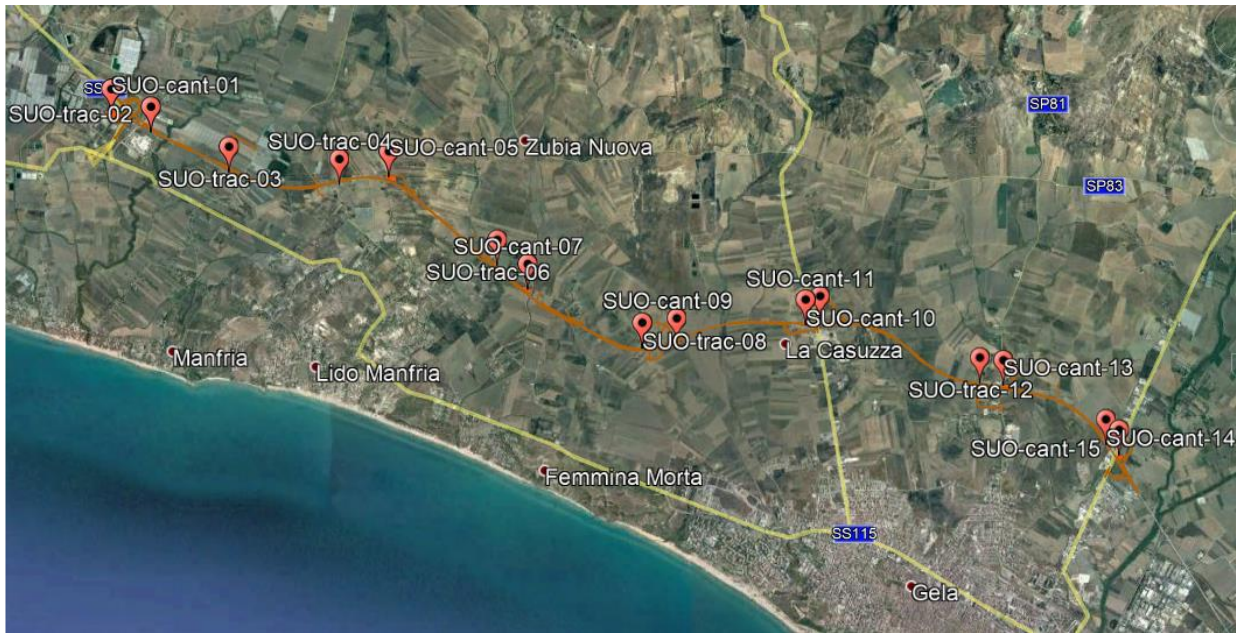 SS
SUO-cant-01
SP81
SUO-trac-02
SUO-trac-04
SUO-cant-05
Zubia Nuova
SUO-trac-03
SP83
SUO-cant-07
SUO-trac-06
SUO-cant-11
SUO-cant-09
SUO-cant-10
SUO-trac-08
La Casuzza
Manfria
Lido Manfria
SUO-cant-13
SUO-trac-12
SUO-cant-14
SUO-cant-15
Femmina Morta
SS115
Gela